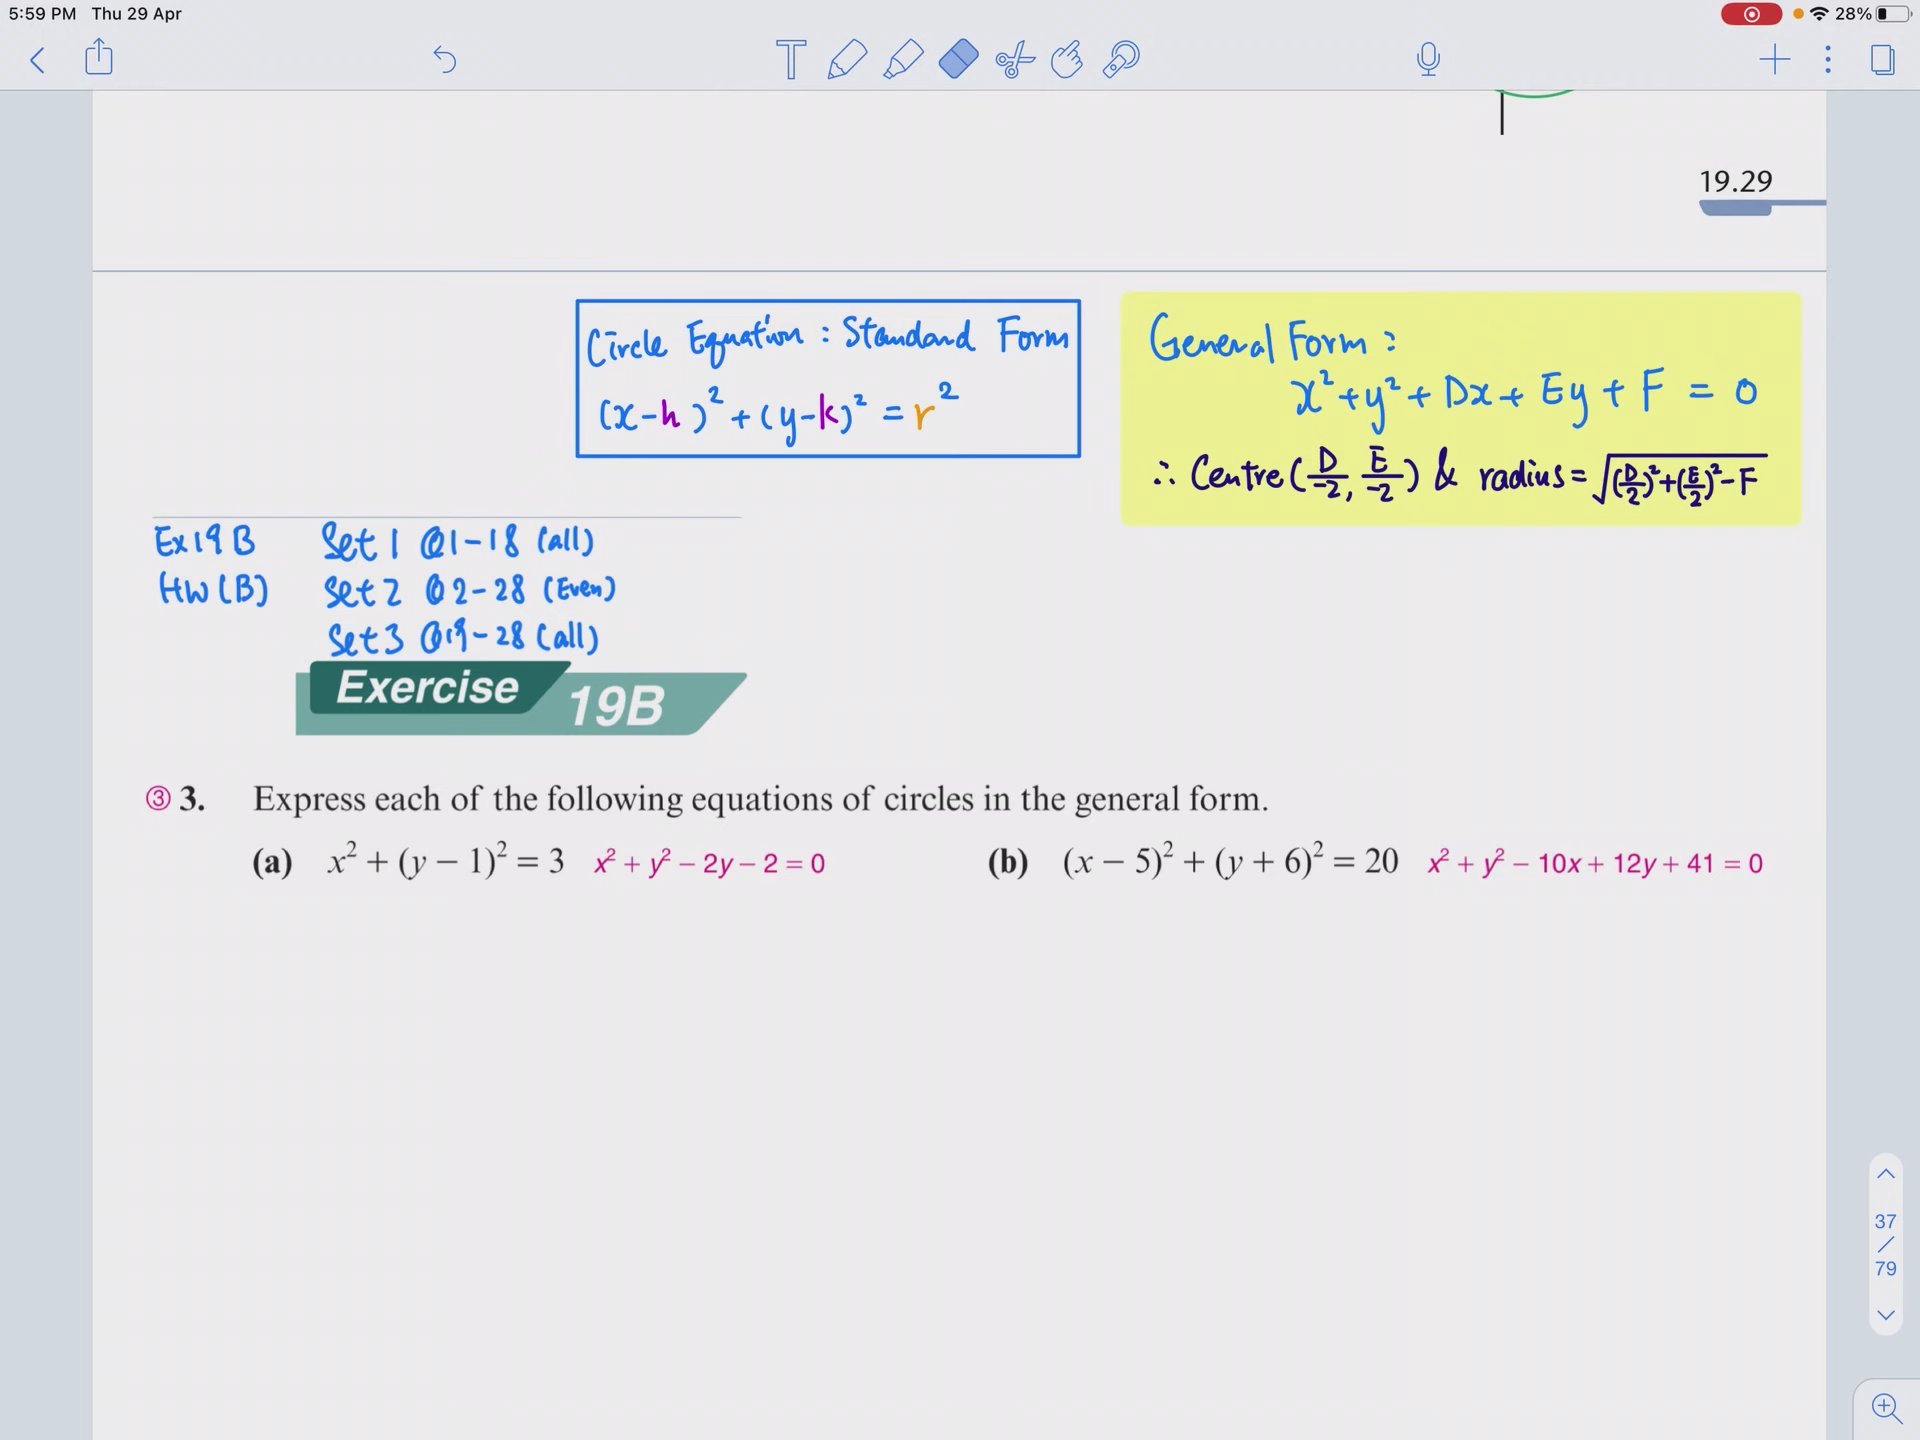 5:59 PM Thu 29 Apr
28%
19.29
Circle Equation : Standard Form
(x-h)² + (y-k)² = r²
General Form :
x² + y² + Dx + Ey + F = 0
∴ Centre (D/-2, E/-2) & radius = √((D/2)² + (E/2)² - F)
Ex 19B Set 1 Q1-18 (all)
HW(B) Set 2 Q2-28 (Even)
Set 3 Q19-28 (all)
Exercise 19B
③ 3. Express each of the following equations of circles in the general form.
(a) x² + (y − 1)² = 3 x² + y² − 2y − 2 = 0
(b) (x − 5)² + (y + 6)² = 20 x² + y² − 10x + 12y + 41 = 0
37
/
79